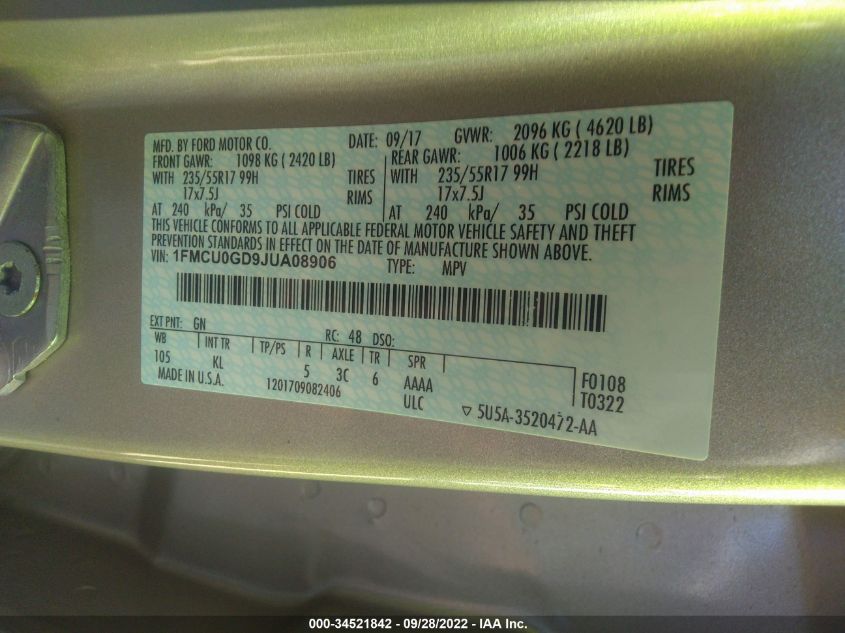 MFD. BY FORD MOTOR CO. DATE: 09/17 GVWR: 2096 KG ( 4620 LB)
FRONT GAWR: 1098 KG ( 2420 LB) REAR GAWR: 1006 KG ( 2218 LB)
WITH 235/55R17 99H TIRES WITH 235/55R17 99H TIRES
17x7.5J RIMS 17x7.5J RIMS
AT 240 kPa/ 35 PSI COLD AT 240 kPa/ 35 PSI COLD
THIS VEHICLE CONFORMS TO ALL APPLICABLE FEDERAL MOTOR VEHICLE SAFETY AND THEFT
PREVENTION STANDARDS IN EFFECT ON THE DATE OF MANUFACTURE SHOWN ABOVE.
VIN: 1FMCU0GD9JUA08906 TYPE: MPV
EXT PNT: GN RC: 48 DSO:
WB INT TR TP/PS R AXLE TR SPR
105 KL 5 3C 6 AAAA F0108
MADE IN U.S.A. 1201709082406 ULC T0322
▽ 5U5A-3520472-AA
000-34521842 / 09/28/2022 - IAA Inc.